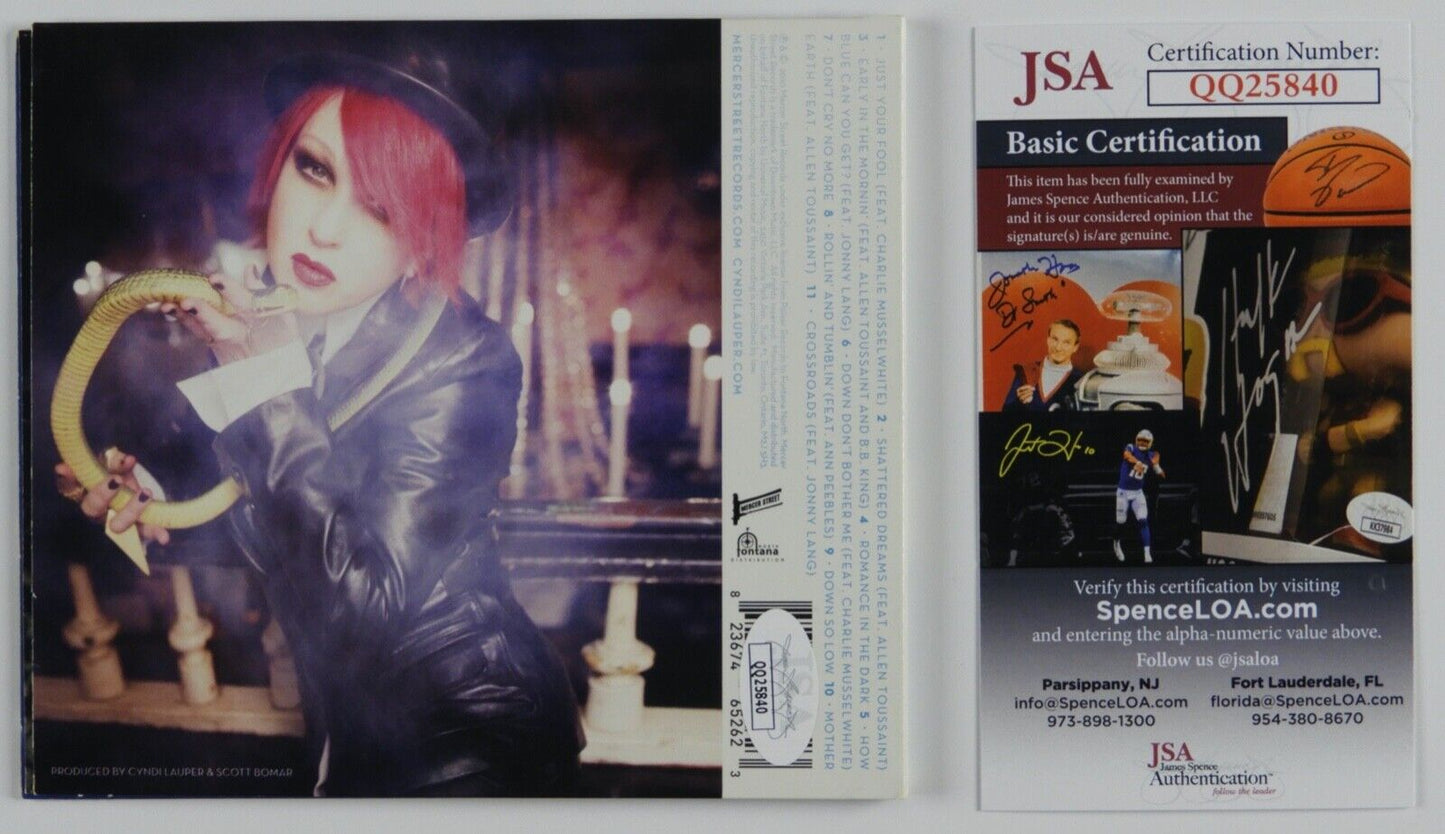 1 · JUST YOUR FOOL (FEAT. CHARLIE MUSSELWHITE) 2 · SHATTERED DREAMS (FEAT. ALLEN TOUSSAINT)
3 · EARLY IN THE MORNIN' (FEAT. ALLEN TOUSSAINT AND B.B. KING) 4 · ROMANCE IN THE DARK 5 · HOW
BLUE CAN YOU GET? (FEAT. JONNY LANG) 6 · DOWN DON'T BOTHER ME (FEAT. CHARLIE MUSSELWHITE)
7 · DON'T CRY NO MORE 8 · ROLLIN' AND TUMBLIN' (FEAT. ANN PEEBLES) 9 · DOWN SO LOW 10 · MOTHER
EARTH (FEAT. ALLEN TOUSSAINT) 11 · CROSSROADS (FEAT. JONNY LANG)
MERCERSTREETRECORDS.COM CYNDILAUPER.COM
MERCER STREET
fontana
NORTH
DISTRIBUTION
8 23674 65262 3
QQ25840
PRODUCED BY CYNDI LAUPER & SCOTT BOMAR
JSA
Certification Number:
QQ25840
Basic Certification
This item has been fully examined by
James Spence Authentication, LLC
and it is our considered opinion that the
signature(s) is/are genuine.
KK37984
Verify this certification by visiting
SpenceLOA.com
and entering the alpha-numeric value above.
Follow us @jsaloa
Parsippany, NJ
info@SpenceLOA.com
973-898-1300
Fort Lauderdale, FL
florida@SpenceLOA.com
954-380-8670
JSA
James Spence
Authentication™
follow the leader